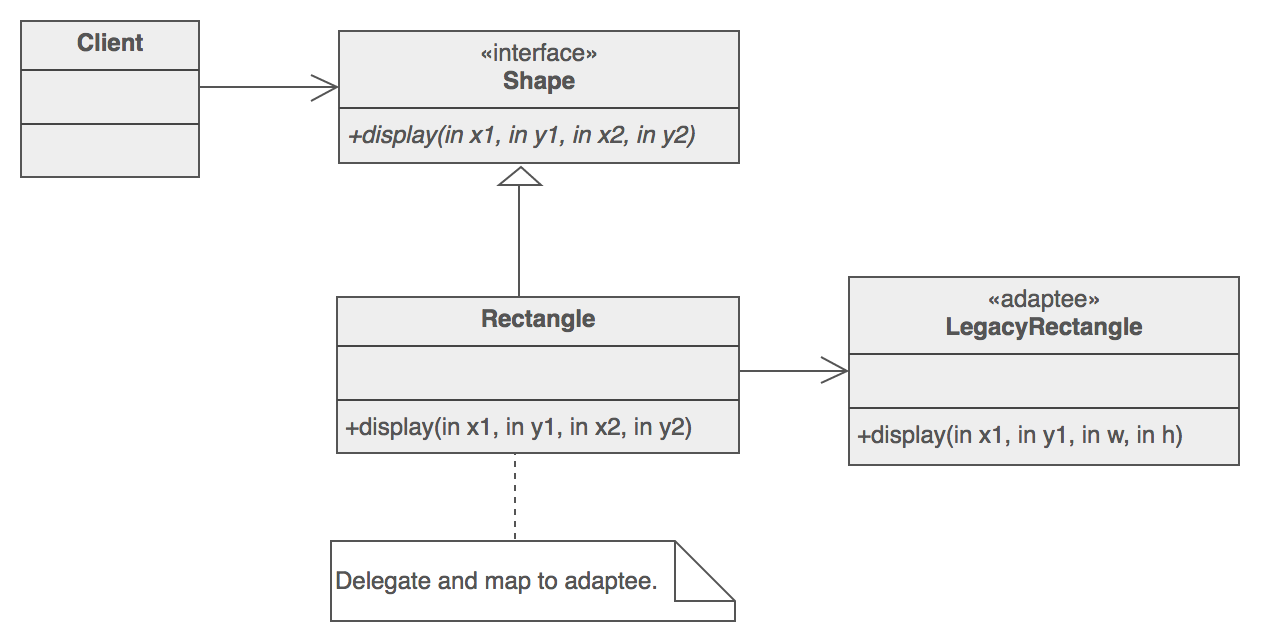 Client
«interface»
Shape
+display(in x1, in y1, in x2, in y2)
Rectangle
+display(in x1, in y1, in x2, in y2)
«adaptee»
LegacyRectangle
+display(in x1, in y1, in w, in h)
Delegate and map to adaptee.